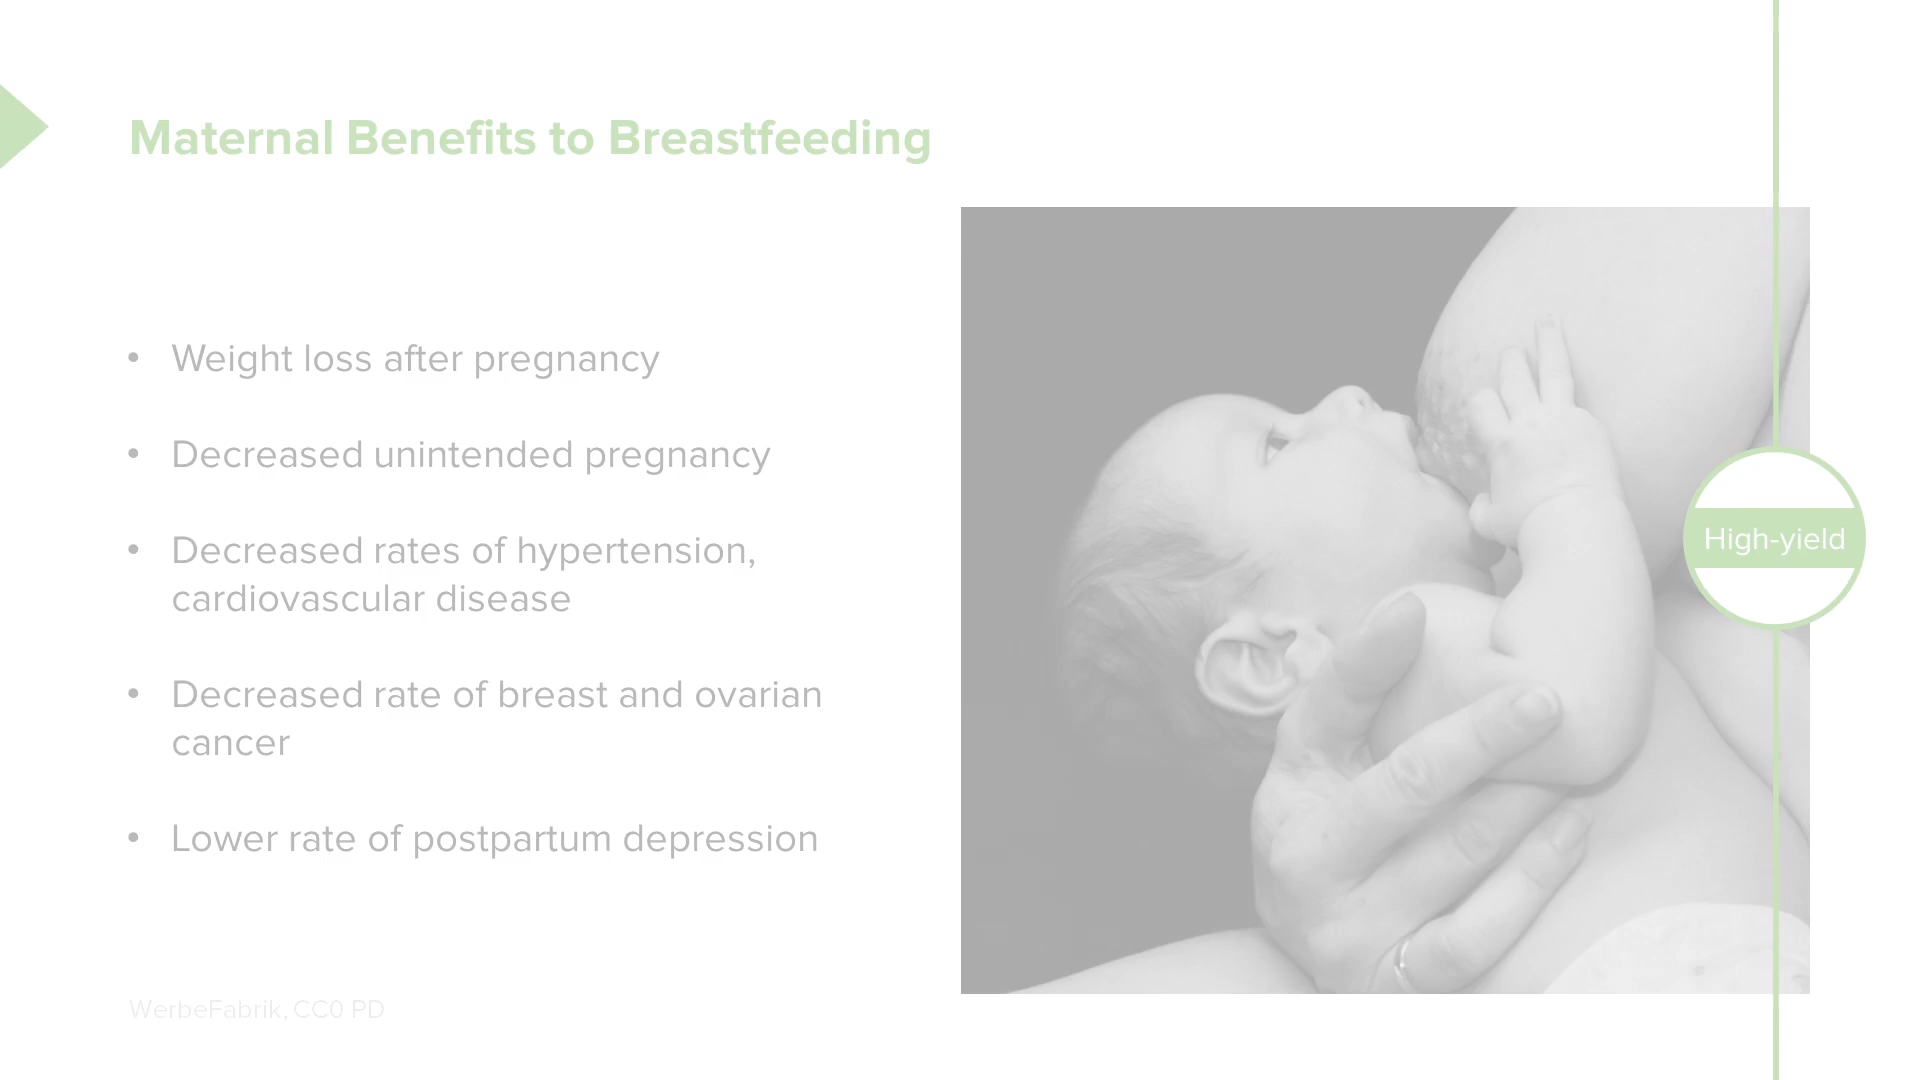 Maternal Benefits to Breastfeeding
• Weight loss after pregnancy
• Decreased unintended pregnancy
• Decreased rates of hypertension,
cardiovascular disease
• Decreased rate of breast and ovarian
cancer
• Lower rate of postpartum depression
High-yield
WerbeFabrik, CC0 PD